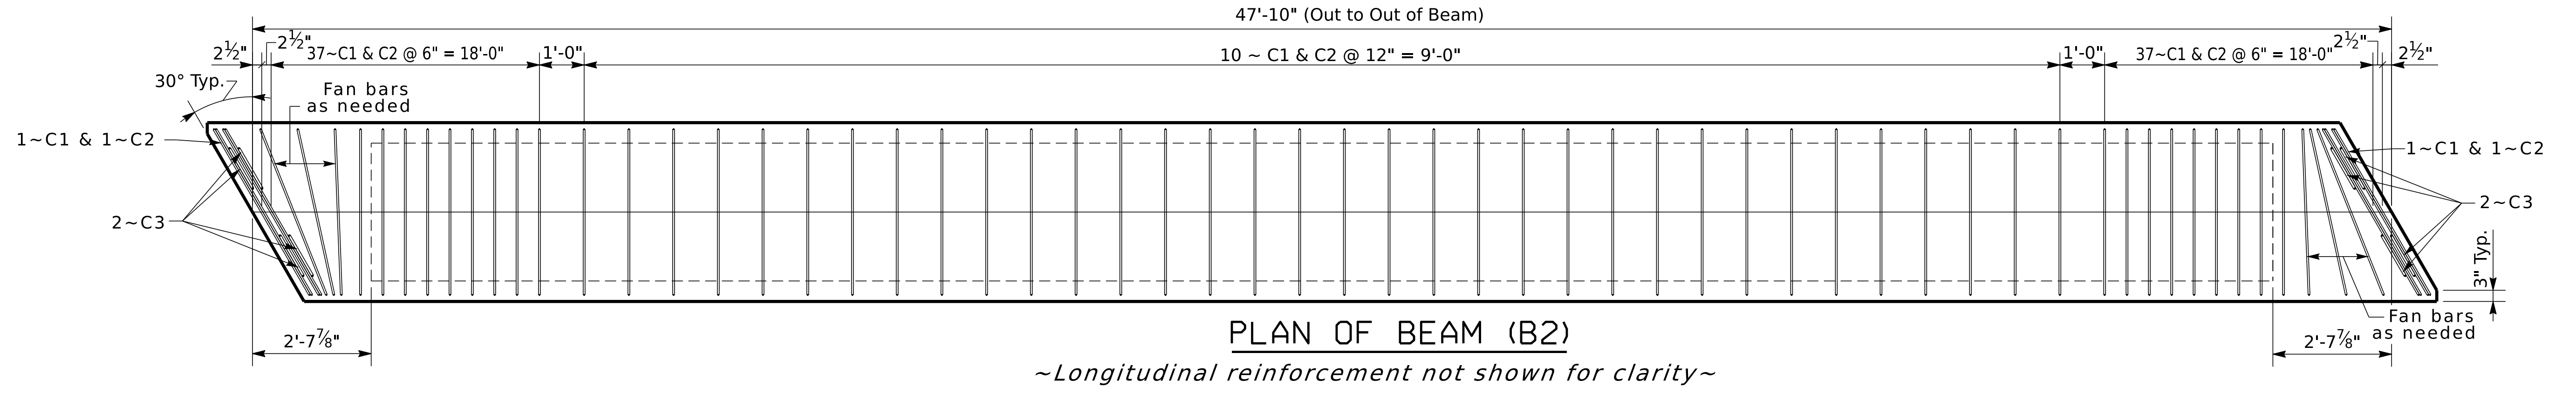 47'-10" (Out to Out of Beam)
2½" 2½" 37~C1 & C2 @ 6" = 18'-0" 1'-0" 10 ~ C1 & C2 @ 12" = 9'-0" 1'-0" 37~C1 & C2 @ 6" = 18'-0" 2½" 2½"
30° Typ.
Fan bars
as needed
1~C1 & 1~C2
1~C1 & 1~C2
2~C3
2~C3
3" Typ.
Fan bars
as needed
2'-7⅞"
2'-7⅞"
PLAN OF BEAM (B2)
~Longitudinal reinforcement not shown for clarity~